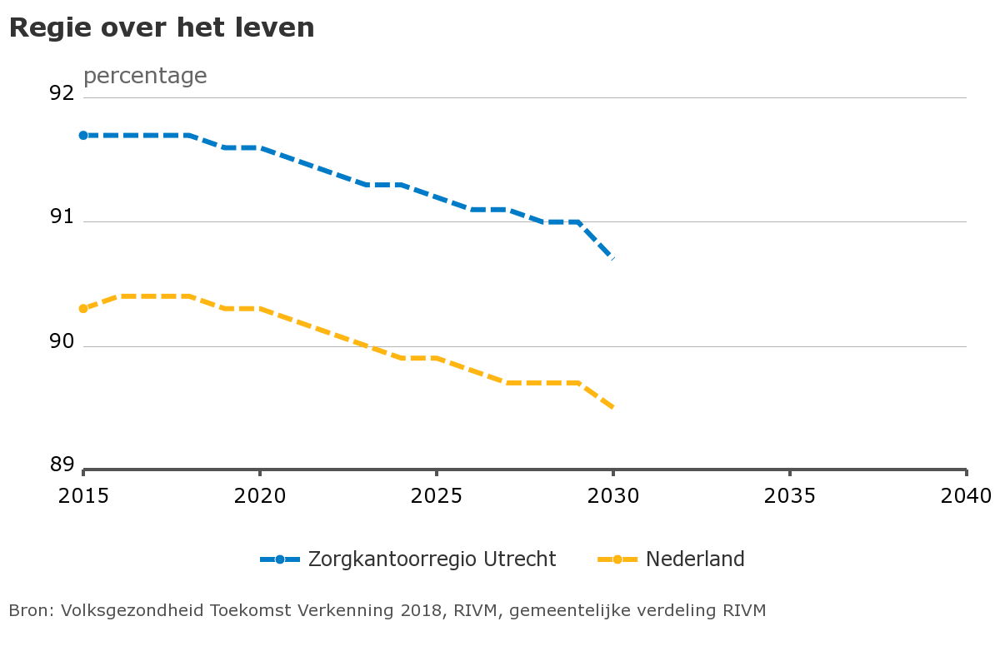 Regie over het leven
percentage
92
91
90
89
2015 2020 2025 2030 2035 2040
Zorgkantoorregio Utrecht Nederland
Bron: Volksgezondheid Toekomst Verkenning 2018, RIVM, gemeentelijke verdeling RIVM